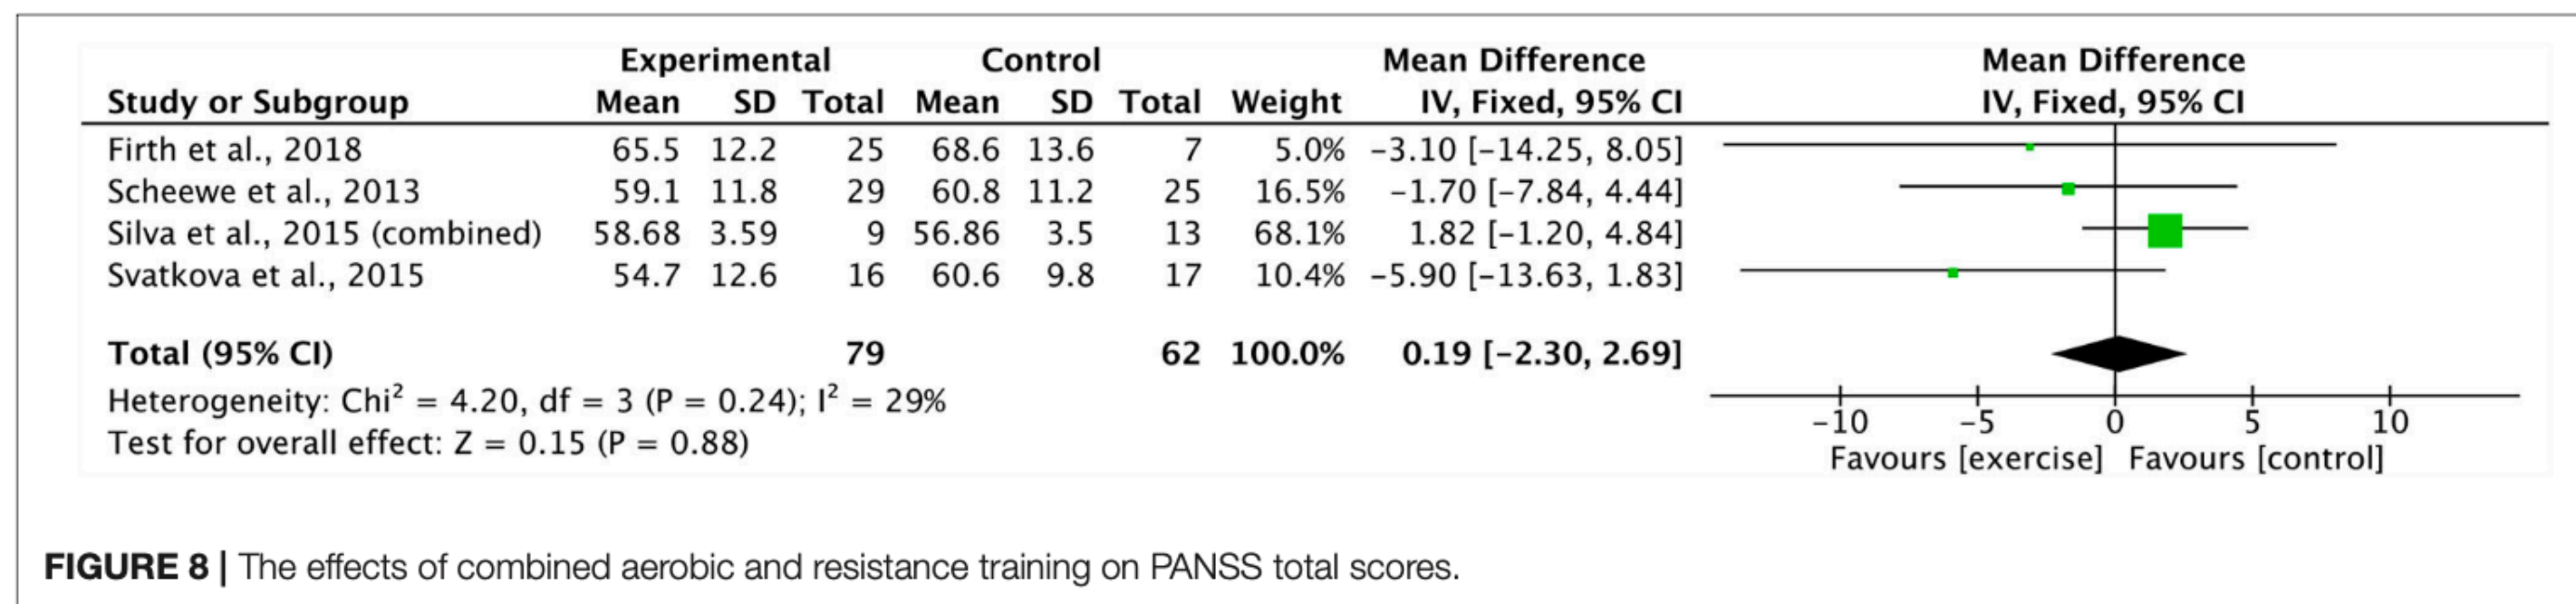 Experimental Control Mean Difference Mean Difference
Study or Subgroup Mean SD Total Mean SD Total Weight IV, Fixed, 95% CI IV, Fixed, 95% CI
Firth et al., 2018 65.5 12.2 25 68.6 13.6 7 5.0% −3.10 [−14.25, 8.05]
Scheewe et al., 2013 59.1 11.8 29 60.8 11.2 25 16.5% −1.70 [−7.84, 4.44]
Silva et al., 2015 (combined) 58.68 3.59 9 56.86 3.5 13 68.1% 1.82 [−1.20, 4.84]
Svatkova et al., 2015 54.7 12.6 16 60.6 9.8 17 10.4% −5.90 [−13.63, 1.83]
Total (95% CI) 79 62 100.0% 0.19 [−2.30, 2.69]
Heterogeneity: Chi² = 4.20, df = 3 (P = 0.24); I² = 29%
Test for overall effect: Z = 0.15 (P = 0.88)
−10 −5 0 5 10
Favours [exercise] Favours [control]
FIGURE 8 | The effects of combined aerobic and resistance training on PANSS total scores.